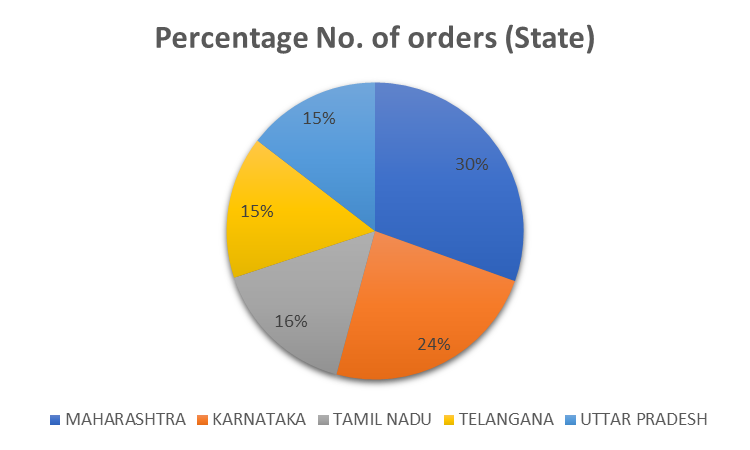 Percentage No. of orders (State)
15%
30%
15%
16%
24%
MAHARASHTRA KARNATAKA TAMIL NADU TELANGANA UTTAR PRADESH